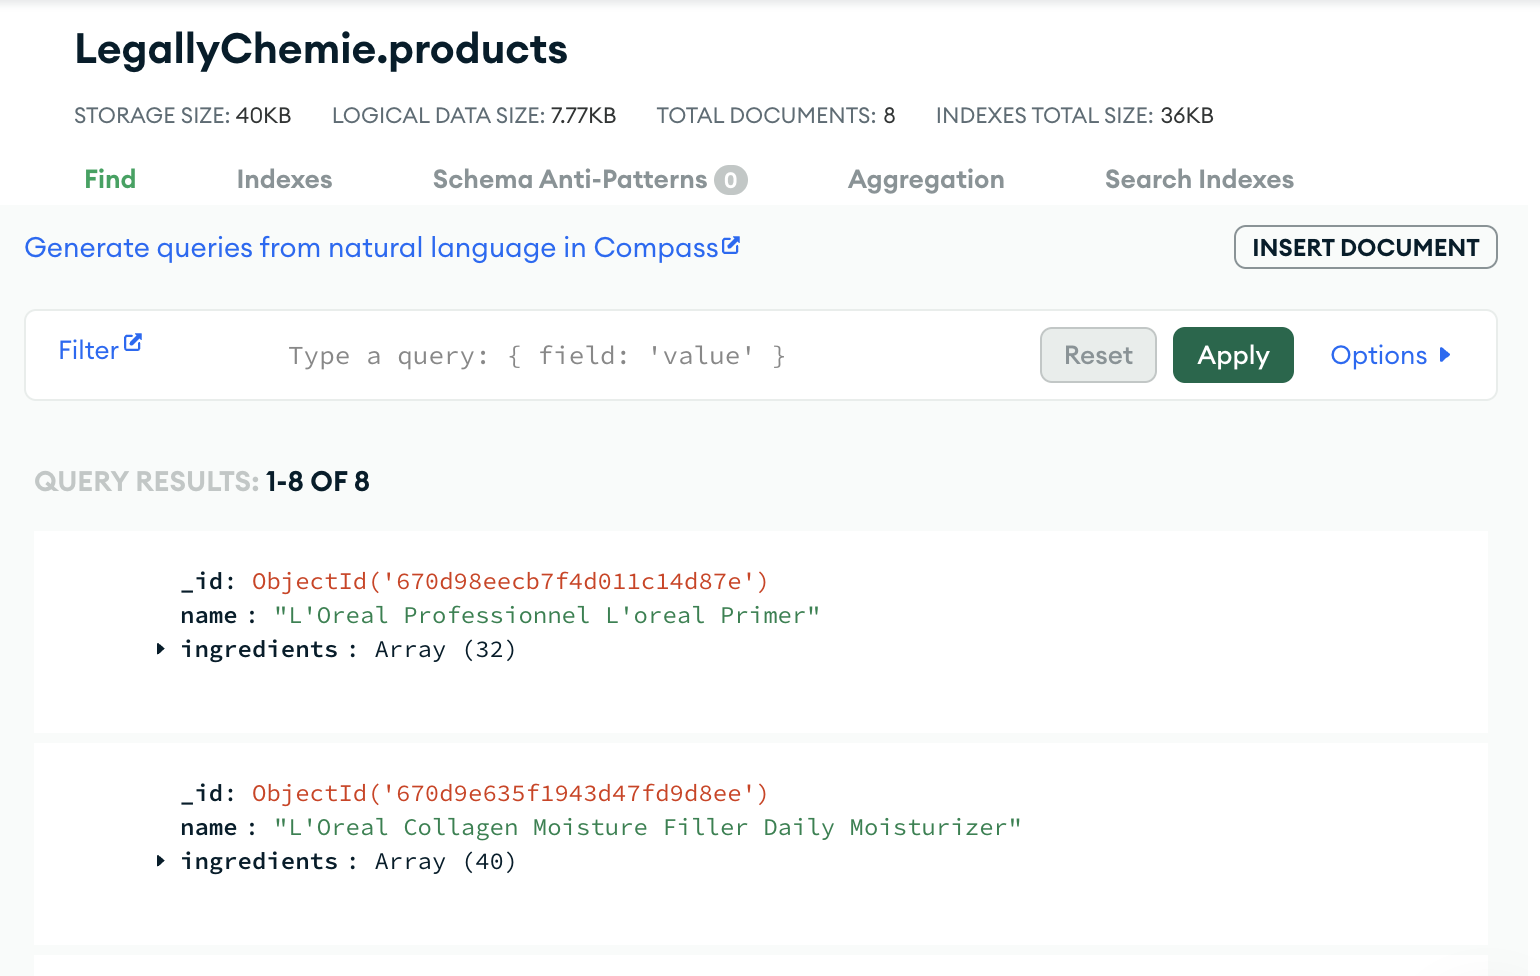 LegallyChemie.products
STORAGE SIZE: 40KB LOGICAL DATA SIZE: 7.77KB TOTAL DOCUMENTS: 8 INDEXES TOTAL SIZE: 36KB
Find Indexes Schema Anti-Patterns 0 Aggregation Search Indexes
Generate queries from natural language in Compass
INSERT DOCUMENT
Filter Type a query: { field: 'value' } Reset Apply Options
QUERY RESULTS: 1-8 OF 8
_id: ObjectId('670d98eecb7f4d011c14d87e')
name : "L'Oreal Professionnel L'oreal Primer"
ingredients : Array (32)
_id: ObjectId('670d9e635f1943d47fd9d8ee')
name : "L'Oreal Collagen Moisture Filler Daily Moisturizer"
ingredients : Array (40)